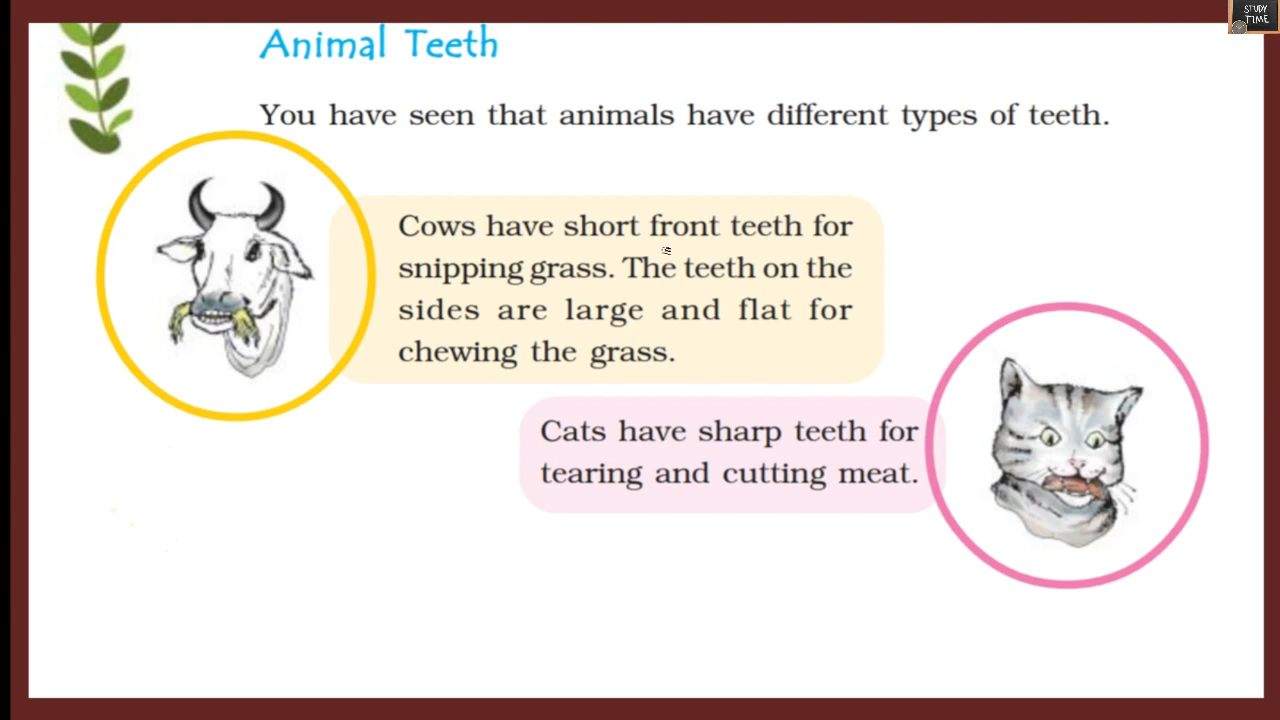 STUDY
TIME
Animal Teeth
You have seen that animals have different types of teeth.
Cows have short front teeth for
snipping grass. The teeth on the
sides are large and flat for
chewing the grass.
Cats have sharp teeth for
tearing and cutting meat.